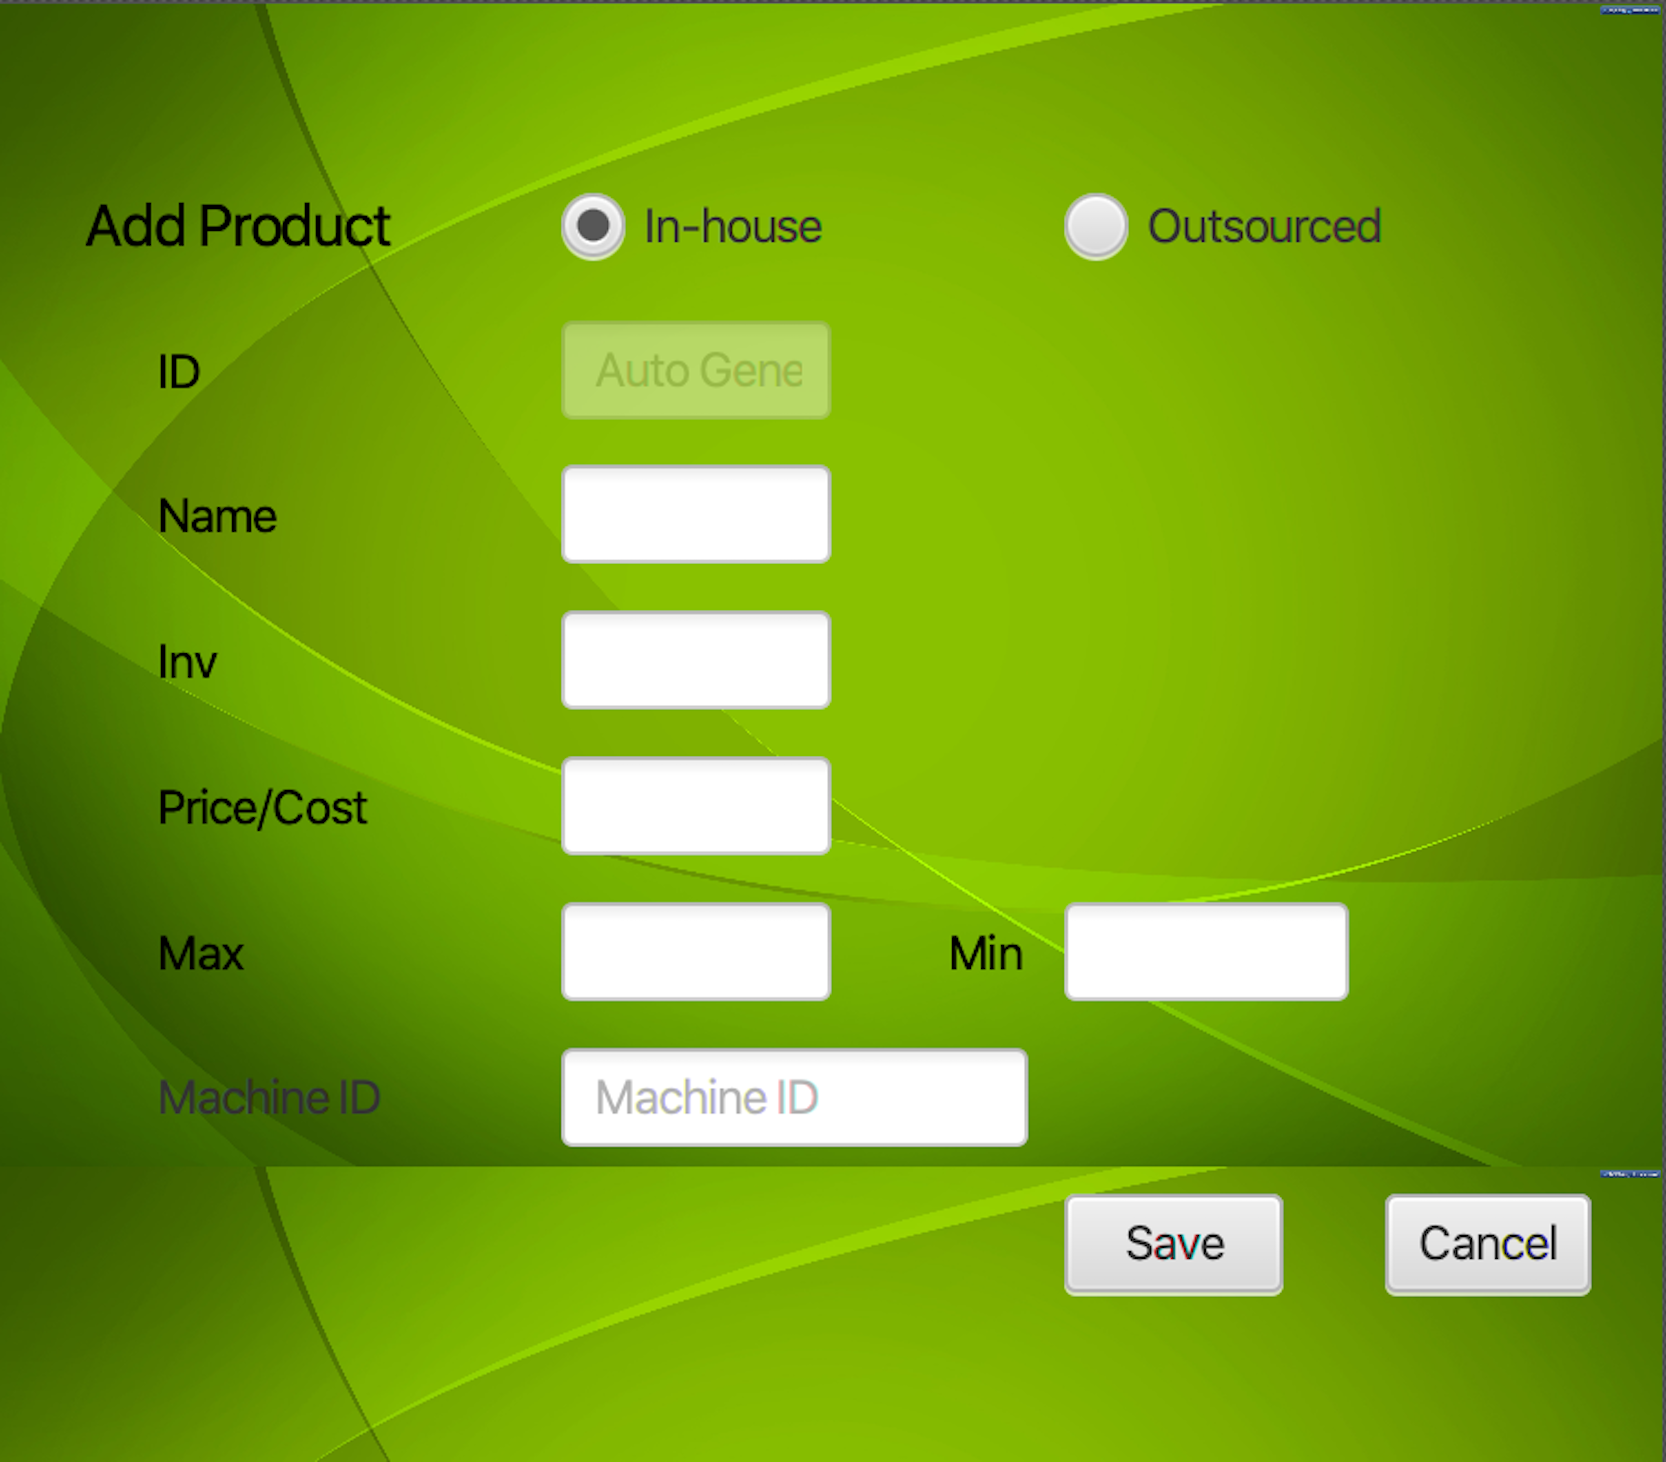 Add Product In-house Outsourced
ID Auto Gene
Name
Inv
Price/Cost
Max Min
Machine ID Machine ID
Save Cancel